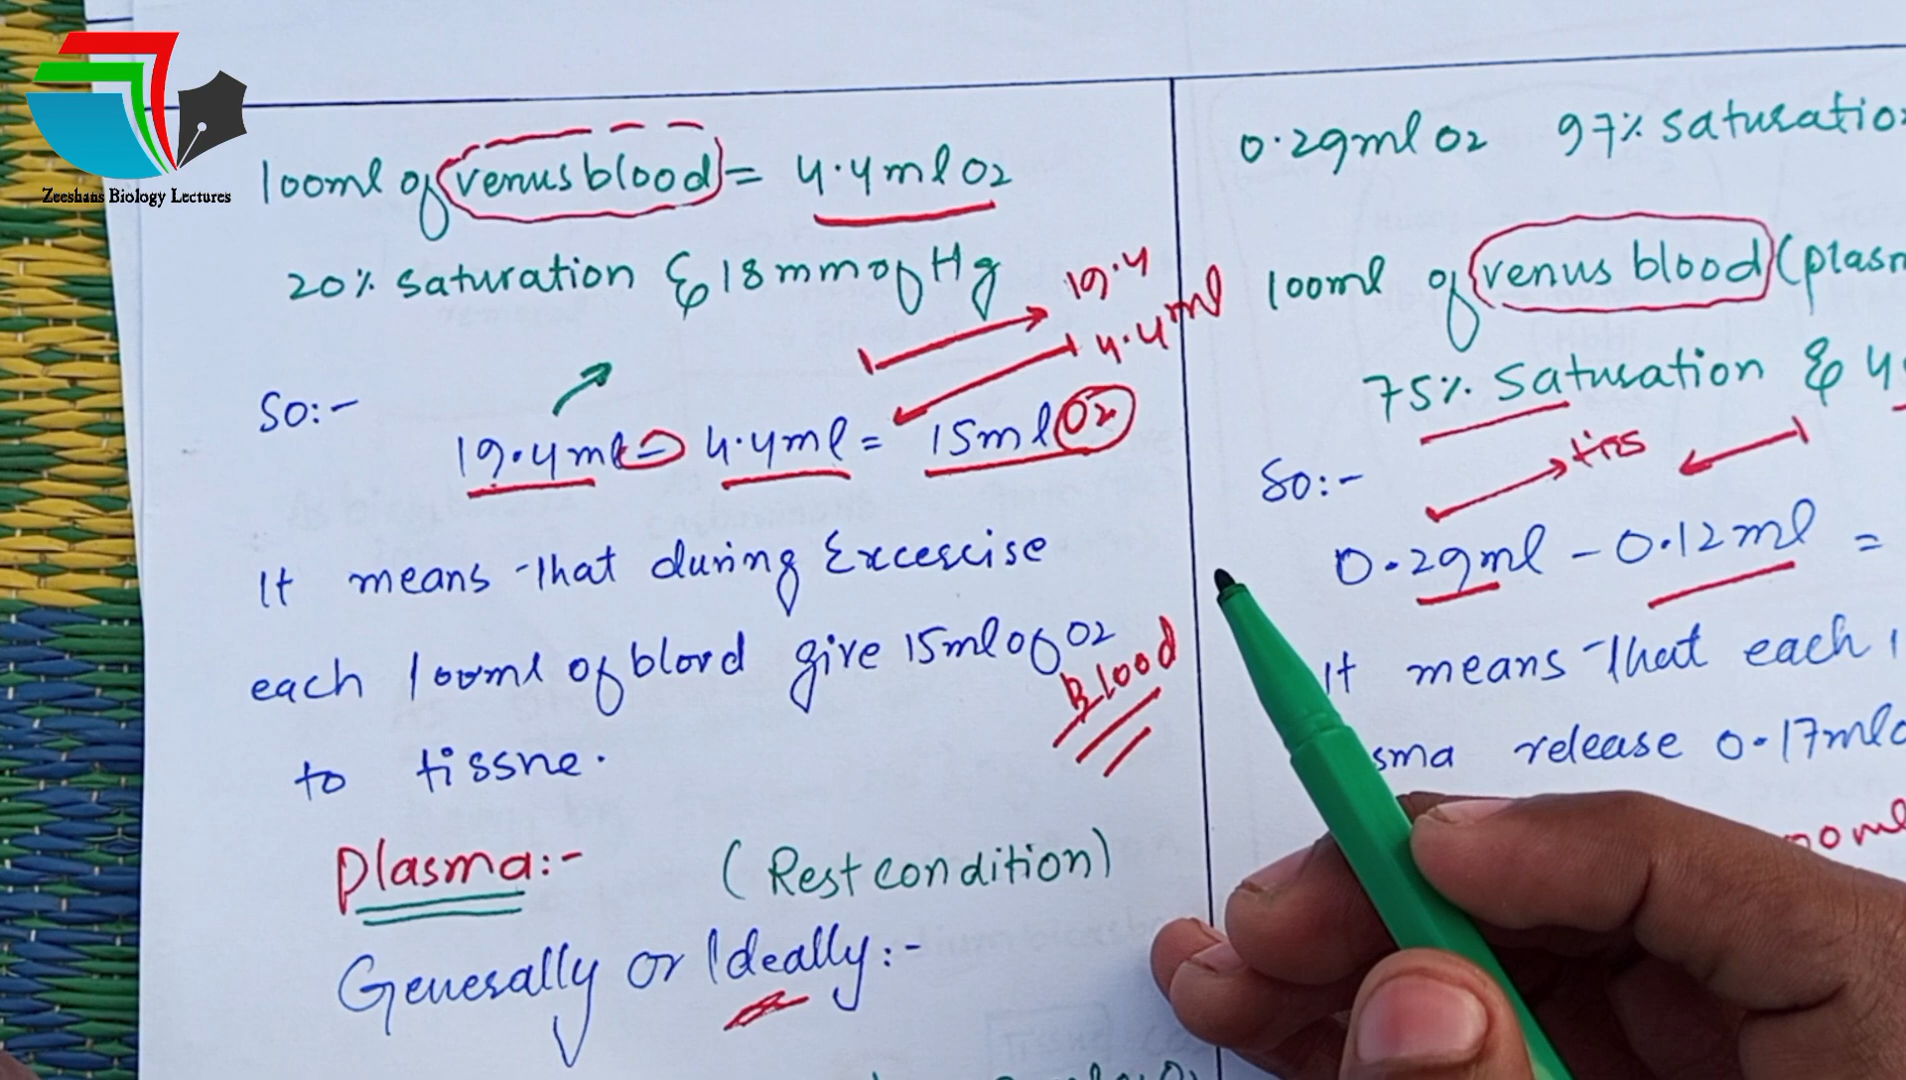 Zeeshans Biology Lectures
100ml of venus blood = 4.4ml O2
20% saturation & 18mm of Hg
19.4
4.4ml
So:-
19.4ml - 4.4ml = 15ml O2
It means that during Excercise
each 100ml of blood give 15ml of O2
Blood
to tissue.
Plasma:- (Rest condition)
Generally or Ideally:-
0.29ml O2 97% saturatio
100ml of venus blood (plasm
75% saturation & 4
So:-
tiss
0.29ml - 0.12ml =
It means that each 1
sma release 0.17ml o
00ml